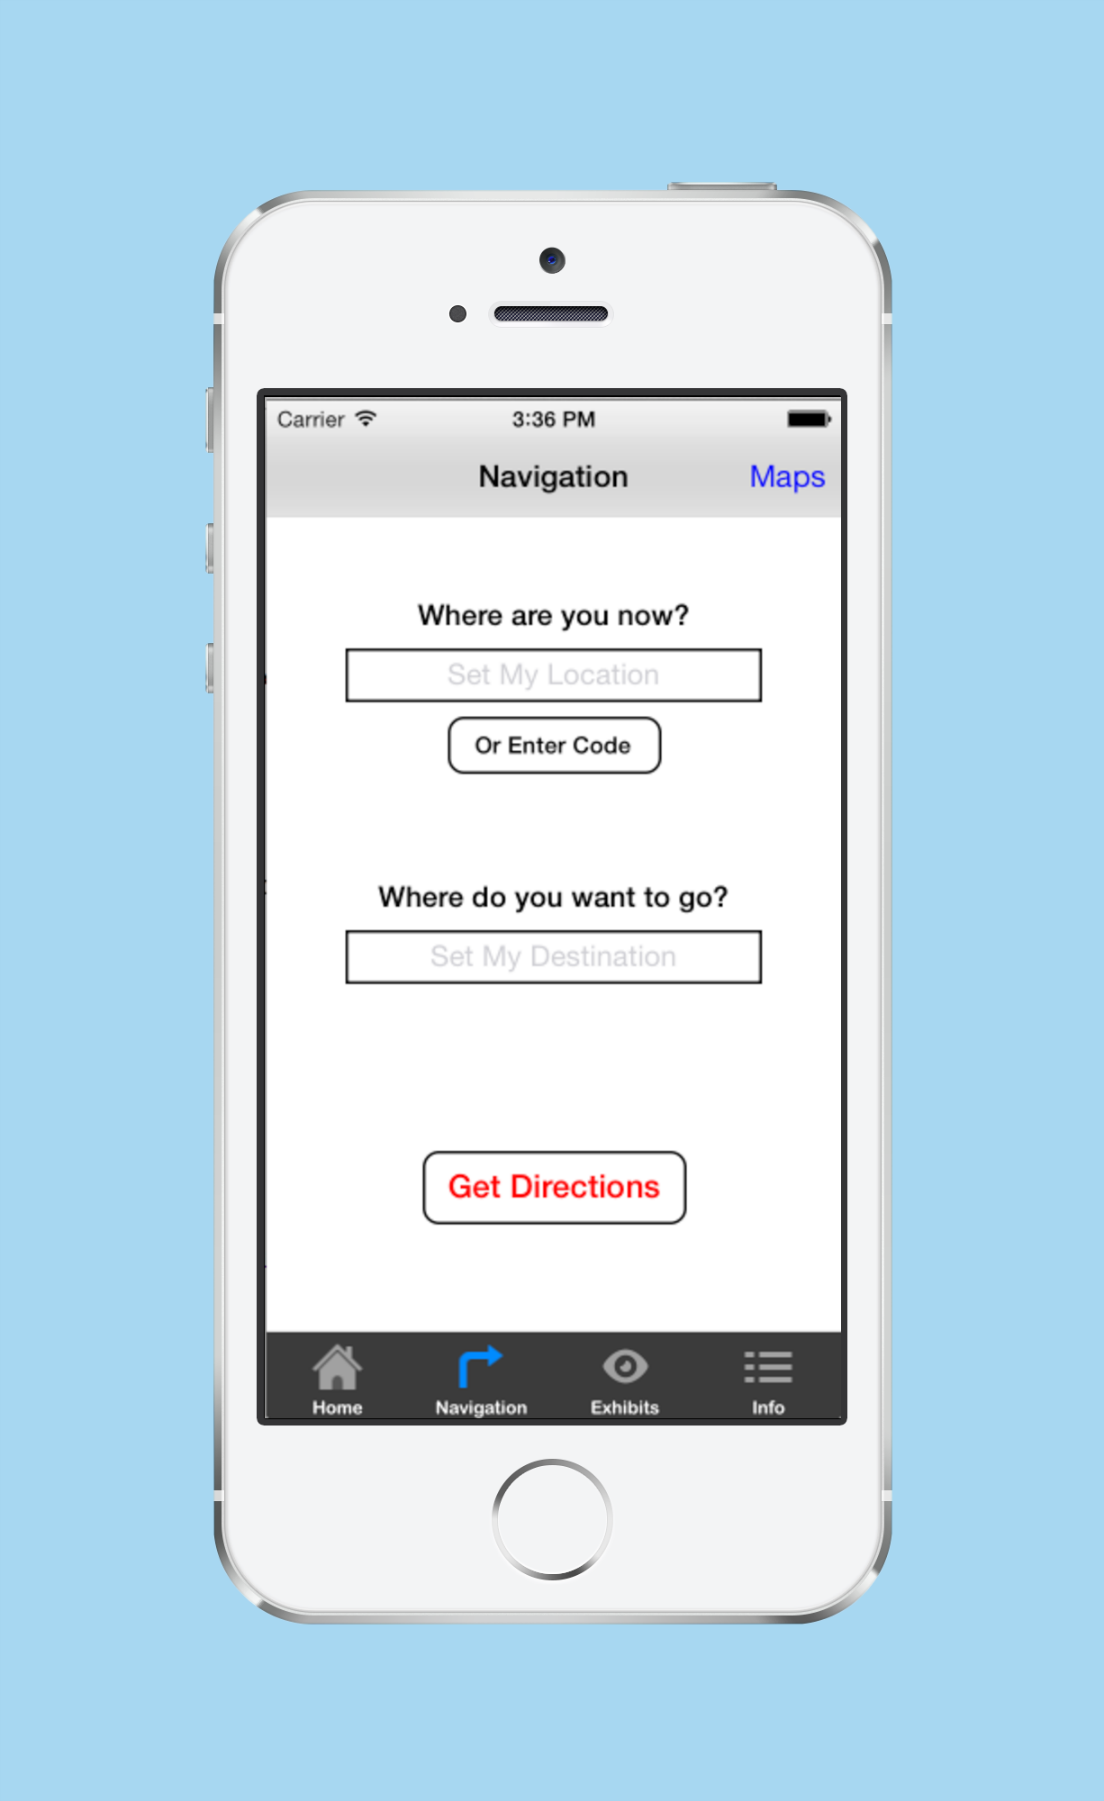 Carrier 3:36 PM
Navigation Maps
Where are you now?
Set My Location
Or Enter Code
Where do you want to go?
Set My Destination
Get Directions
Home Navigation Exhibits Info